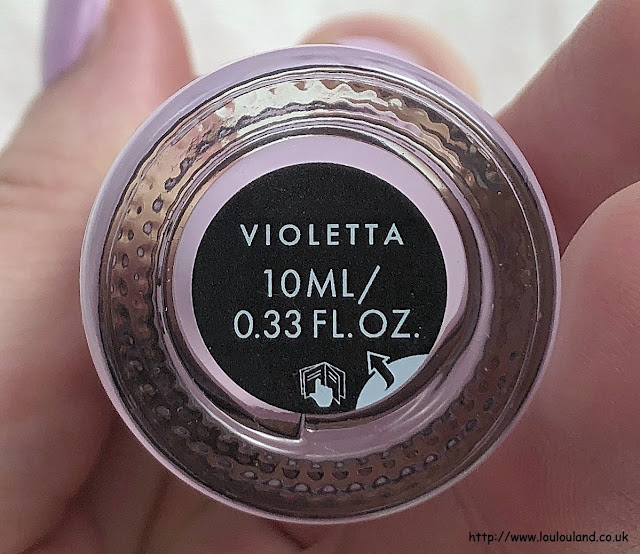 VIOLETTA
10ML/
0.33 FL.OZ.
http://www.loulouland.co.uk